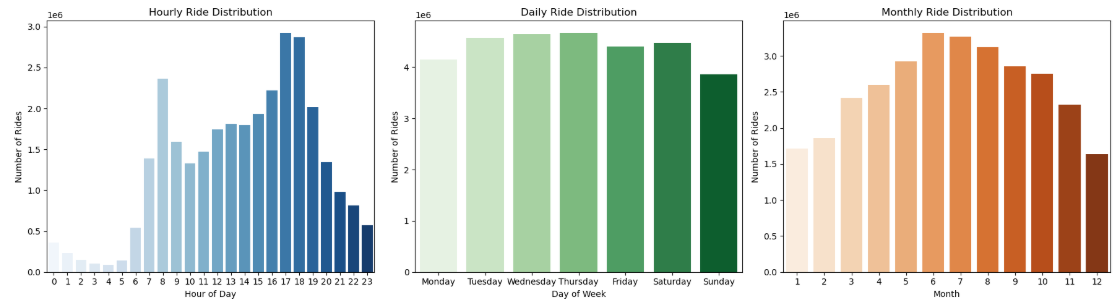 Hourly Ride Distribution
1e6
Number of Rides
3.0
2.5
2.0
1.5
1.0
0.5
0.0
0 1 2 3 4 5 6 7 8 9 10 11 12 13 14 15 16 17 18 19 20 21 22 23
Hour of Day
Daily Ride Distribution
1e6
Number of Rides
4
3
2
1
0
Monday Tuesday Wednesday Thursday Friday Saturday Sunday
Day of Week
Monthly Ride Distribution
1e6
Number of Rides
3.0
2.5
2.0
1.5
1.0
0.5
0.0
1 2 3 4 5 6 7 8 9 10 11 12
Month